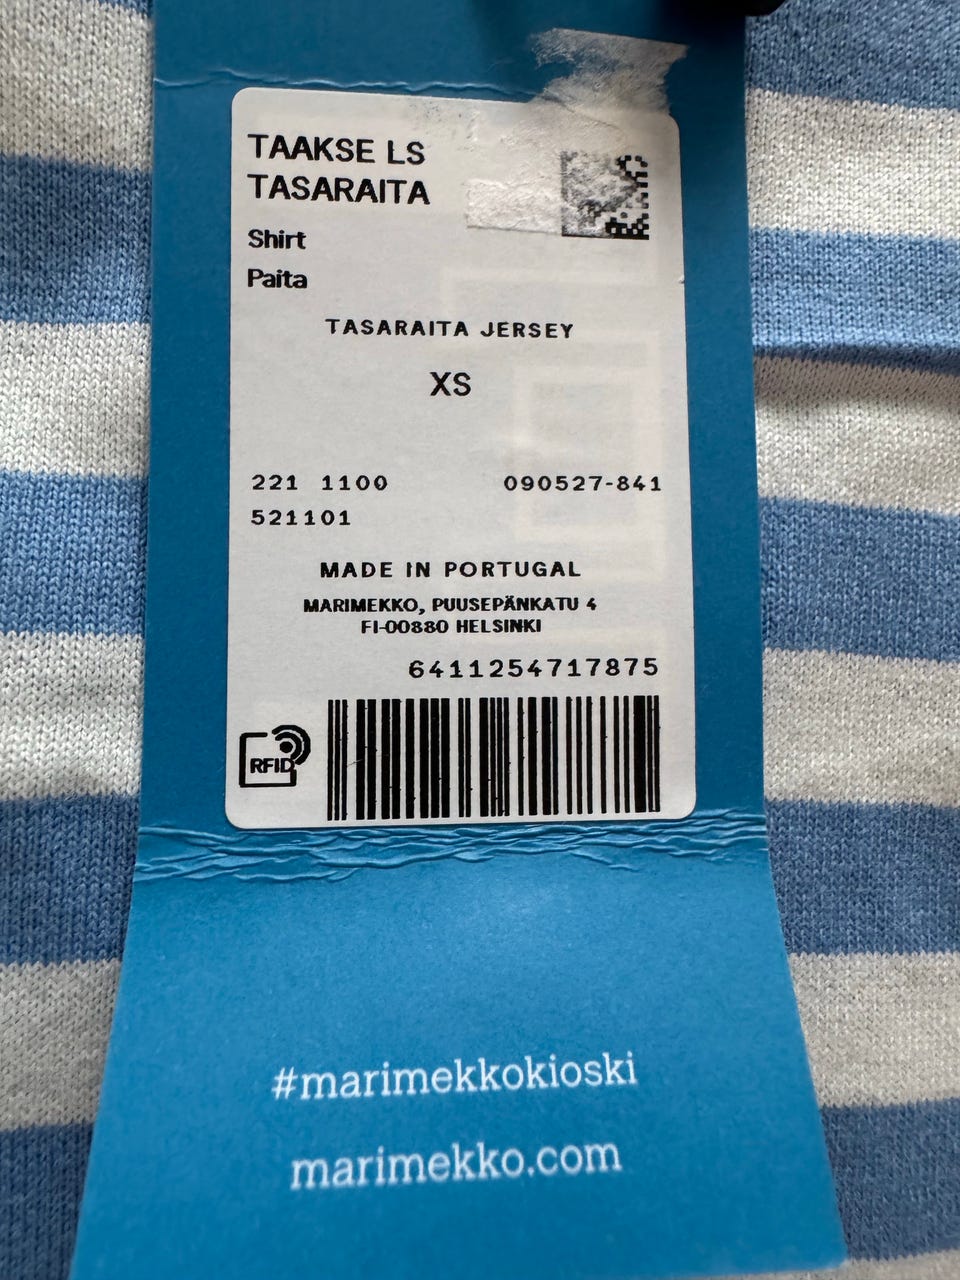 TAAKSE LS
TASARAITA
Shirt
Paita
TASARAITA JERSEY
XS
221 1100 090527-841
521101
MADE IN PORTUGAL
MARIMEKKO, PUUSEPÄNKATU 4
FI-00880 HELSINKI
6411254717875
RFID
#marimekkokioski
marimekko.com